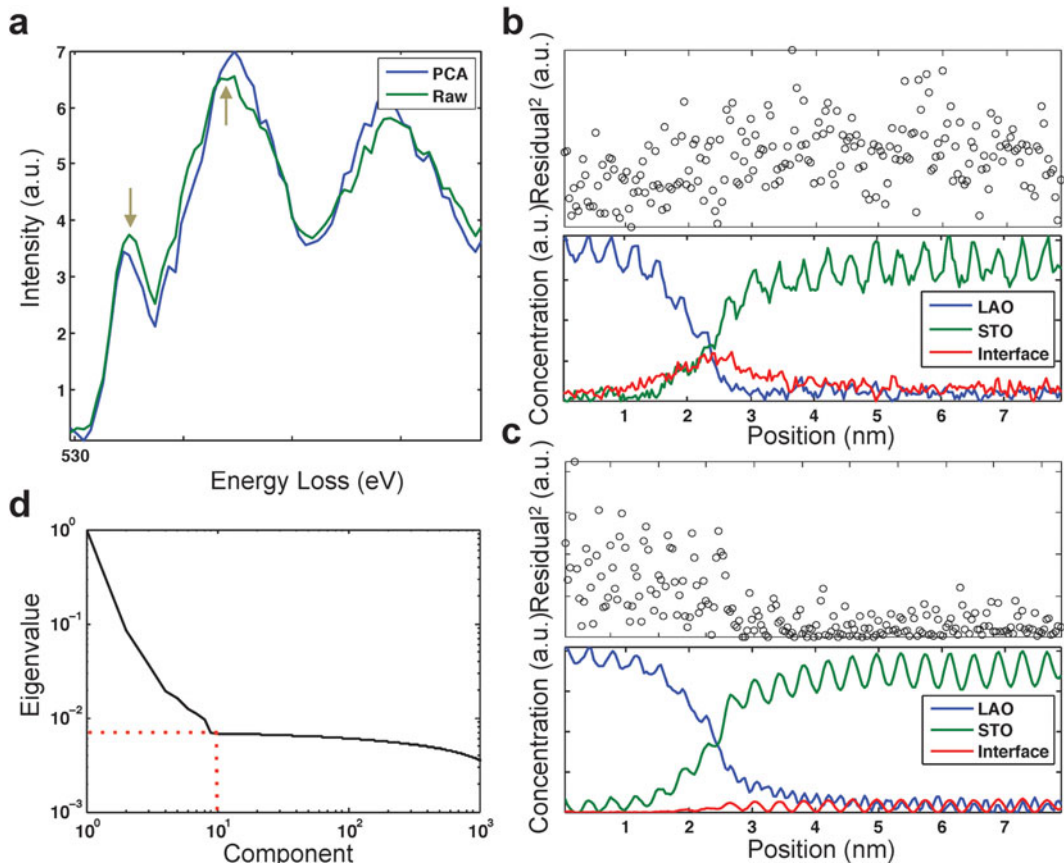 a
7
6
5
4
3
2
1
Intensity (a.u.)
PCA
Raw
530
Energy Loss (eV)
b
Residual² (a.u.)
Concentration (a.u.)
LAO
STO
Interface
1 2 3 4 5 6 7
Position (nm)
c
Residual² (a.u.)
Concentration (a.u.)
LAO
STO
Interface
1 2 3 4 5 6 7
Position (nm)
d
10⁰
10⁻¹
10⁻²
10⁻³
Eigenvalue
10⁰ 10¹ 10² 10³
Component